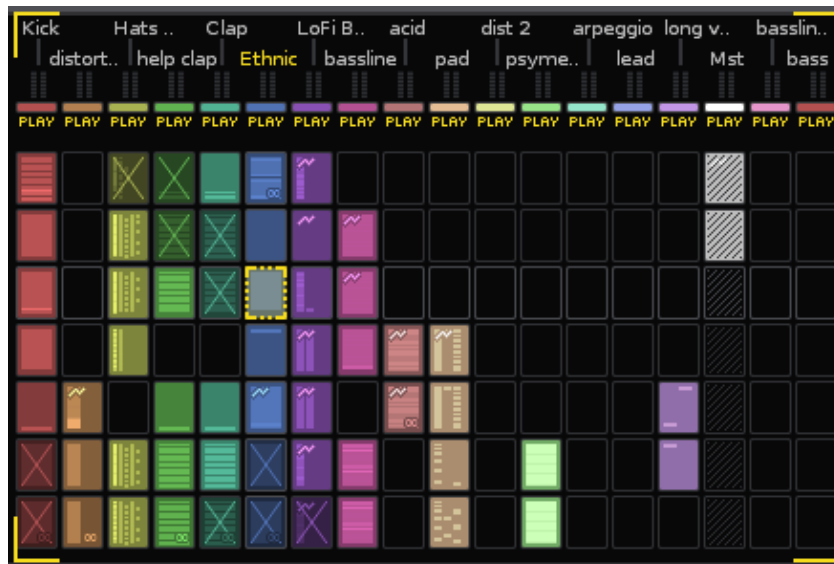 Kick Hats .. Clap LoFi B.. acid dist 2 arpeggio long v.. basslin..
distort.. help clap Ethnic bassline pad psyme.. lead Mst bass
PLAY PLAY PLAY PLAY PLAY PLAY PLAY PLAY PLAY PLAY PLAY PLAY PLAY PLAY PLAY PLAY PLAY PLAY